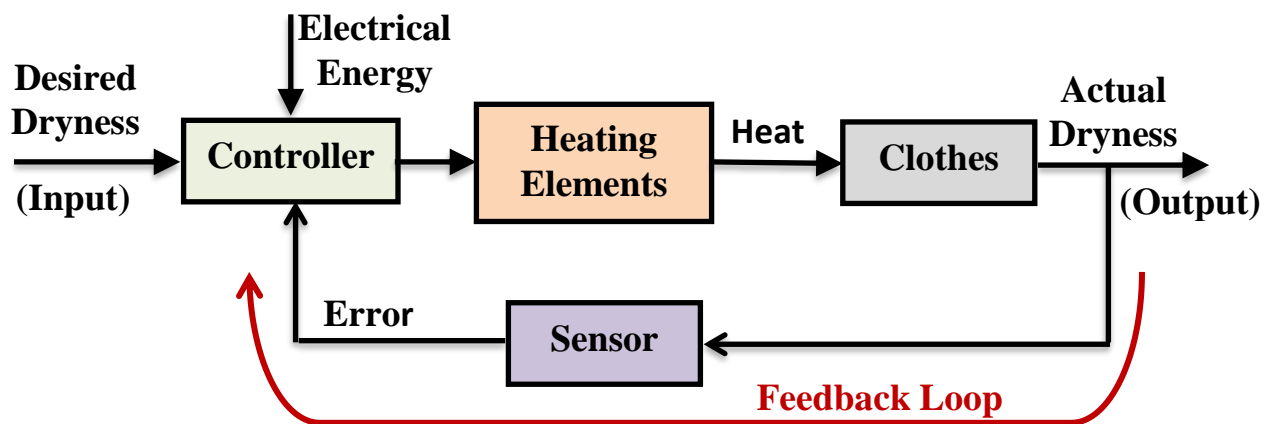 Electrical
Energy
Desired
Dryness
(Input)
Controller
Heating
Elements
Heat
Clothes
Actual
Dryness
(Output)
Error
Sensor
Feedback Loop